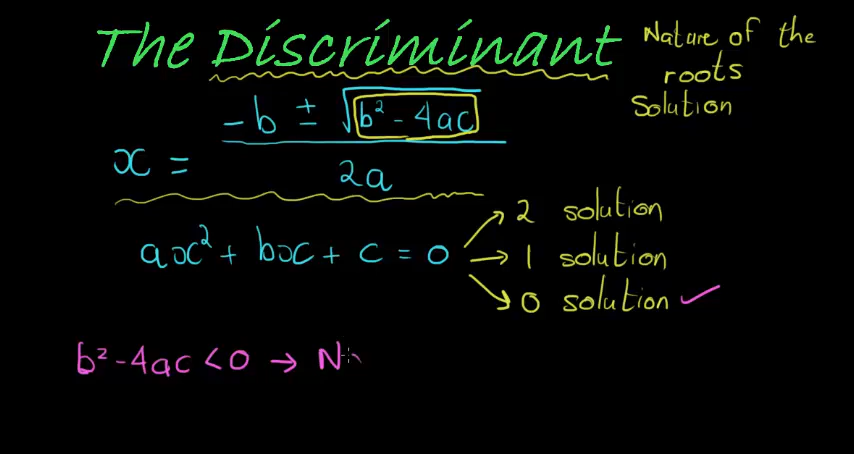 The Discriminant
Nature of the
roots
Solution
x = (-b ± √(b² - 4ac)) / 2a
2 solution
ax² + bx + c = 0
1 solution
0 solution ✓
b² - 4ac < 0 → N